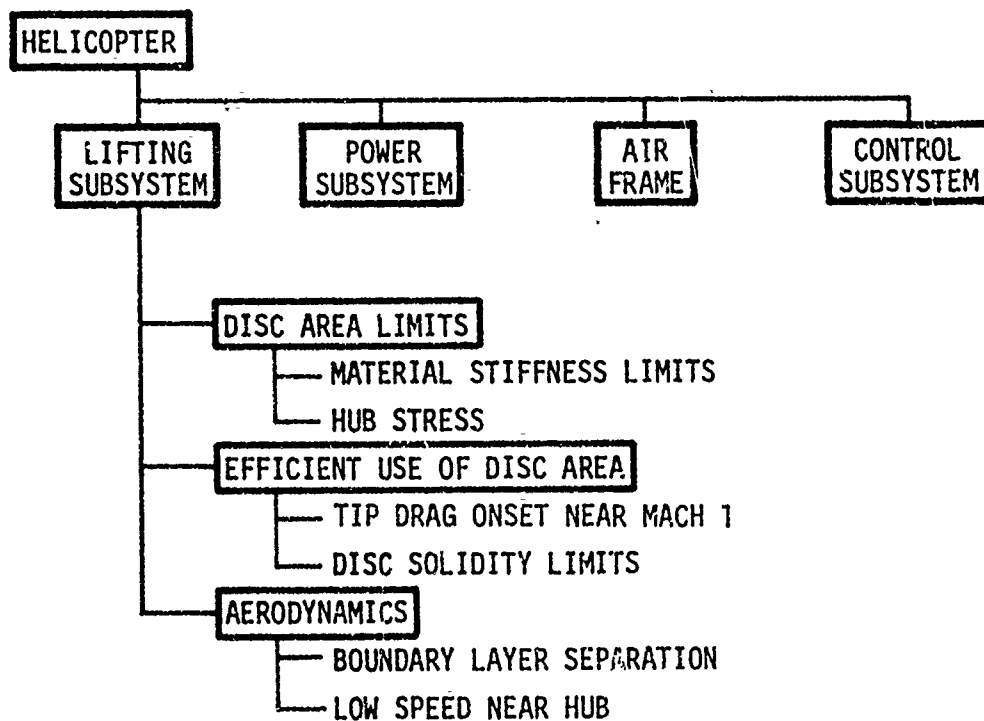 HELICOPTER
LIFTING
SUBSYSTEM
POWER
SUBSYSTEM
AIR
FRAME
CONTROL
SUBSYSTEM
DISC AREA LIMITS
MATERIAL STIFFNESS LIMITS
HUB STRESS
EFFICIENT USE OF DISC AREA
TIP DRAG ONSET NEAR MACH 1
DISC SOLIDITY LIMITS
AERODYNAMICS
BOUNDARY LAYER SEPARATION
LOW SPEED NEAR HUB